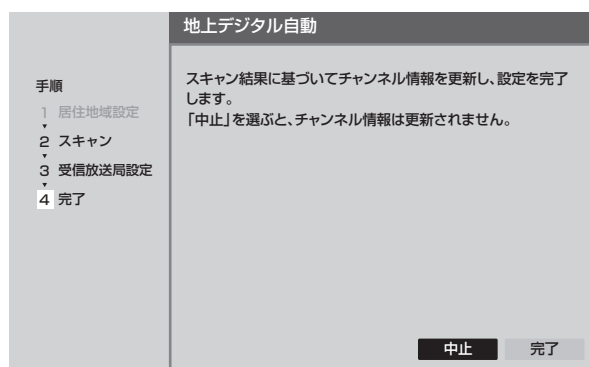 地上デジタル自動
手順
1 居住地域設定
2 スキャン
3 受信放送局設定
4 完了
スキャン結果に基づいてチャンネル情報を更新し、設定を完了
します。
「中止」を選ぶと、チャンネル情報は更新されません。
中止 完了